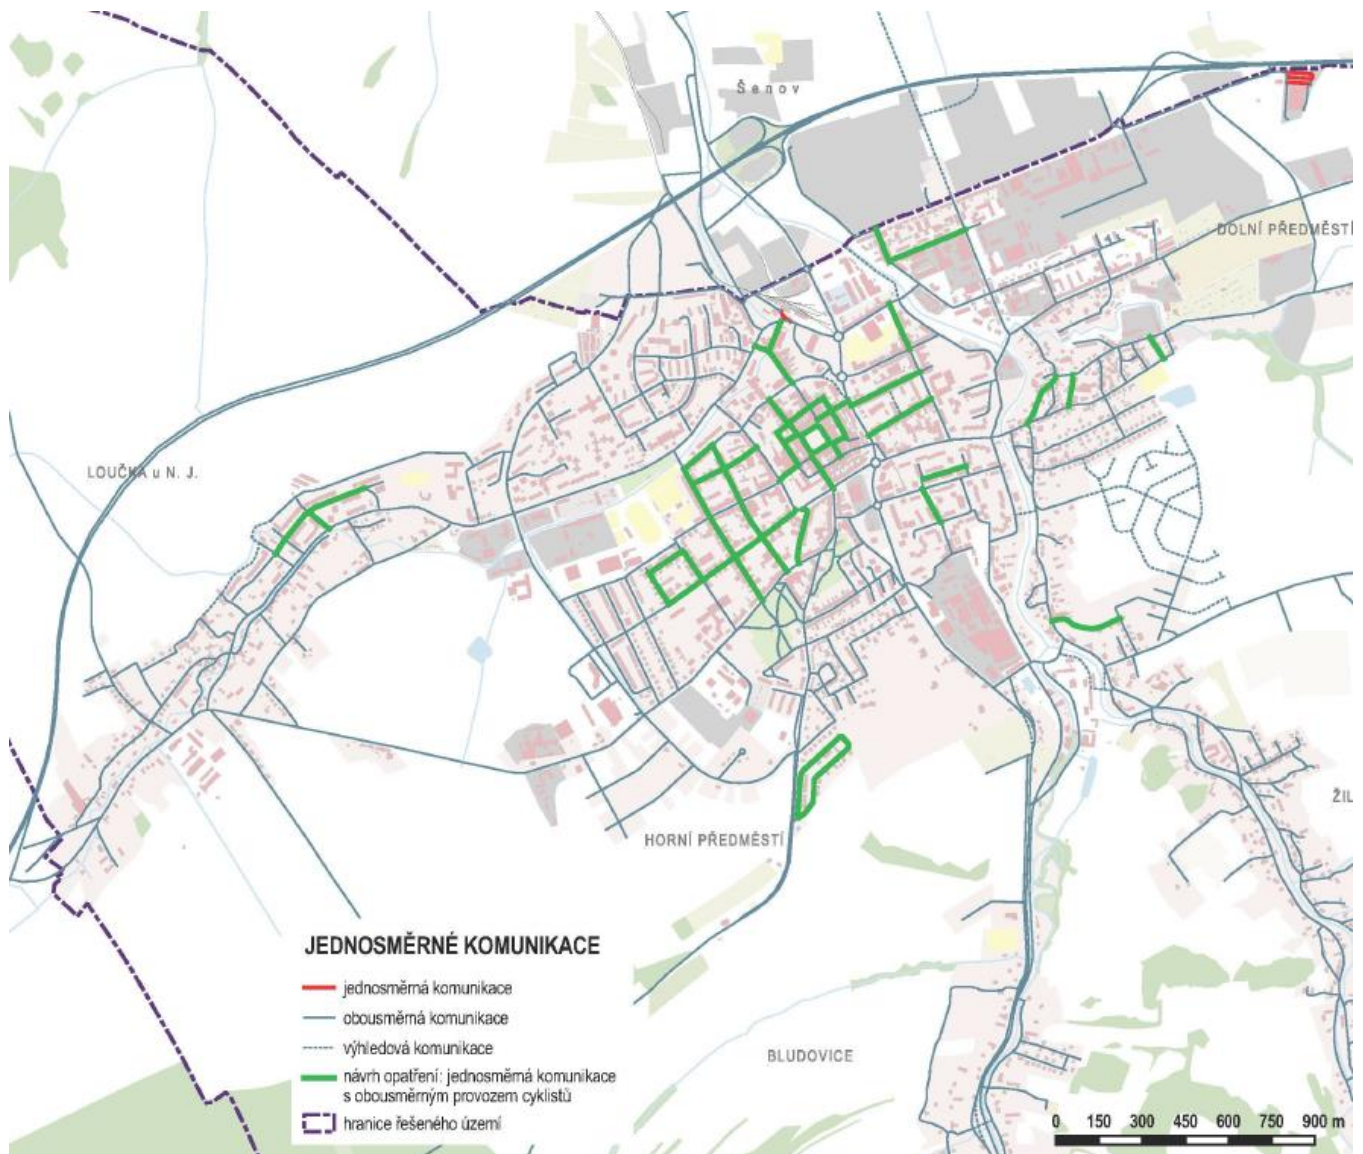 Šenov
DOLNÍ PŘEDMĚSTÍ
LOUČKA u N. J.
ŽIL
HORNÍ PŘEDMĚSTÍ
JEDNOSMĚRNÉ KOMUNIKACE
jednosměrná komunikace
obousměrná komunikace
výhledová komunikace
návrh opatření: jednosměrná komunikace
s obousměrným provozem cyklistů
hranice řešeného území
BLUDOVICE
0 150 300 450 600 750 900 m